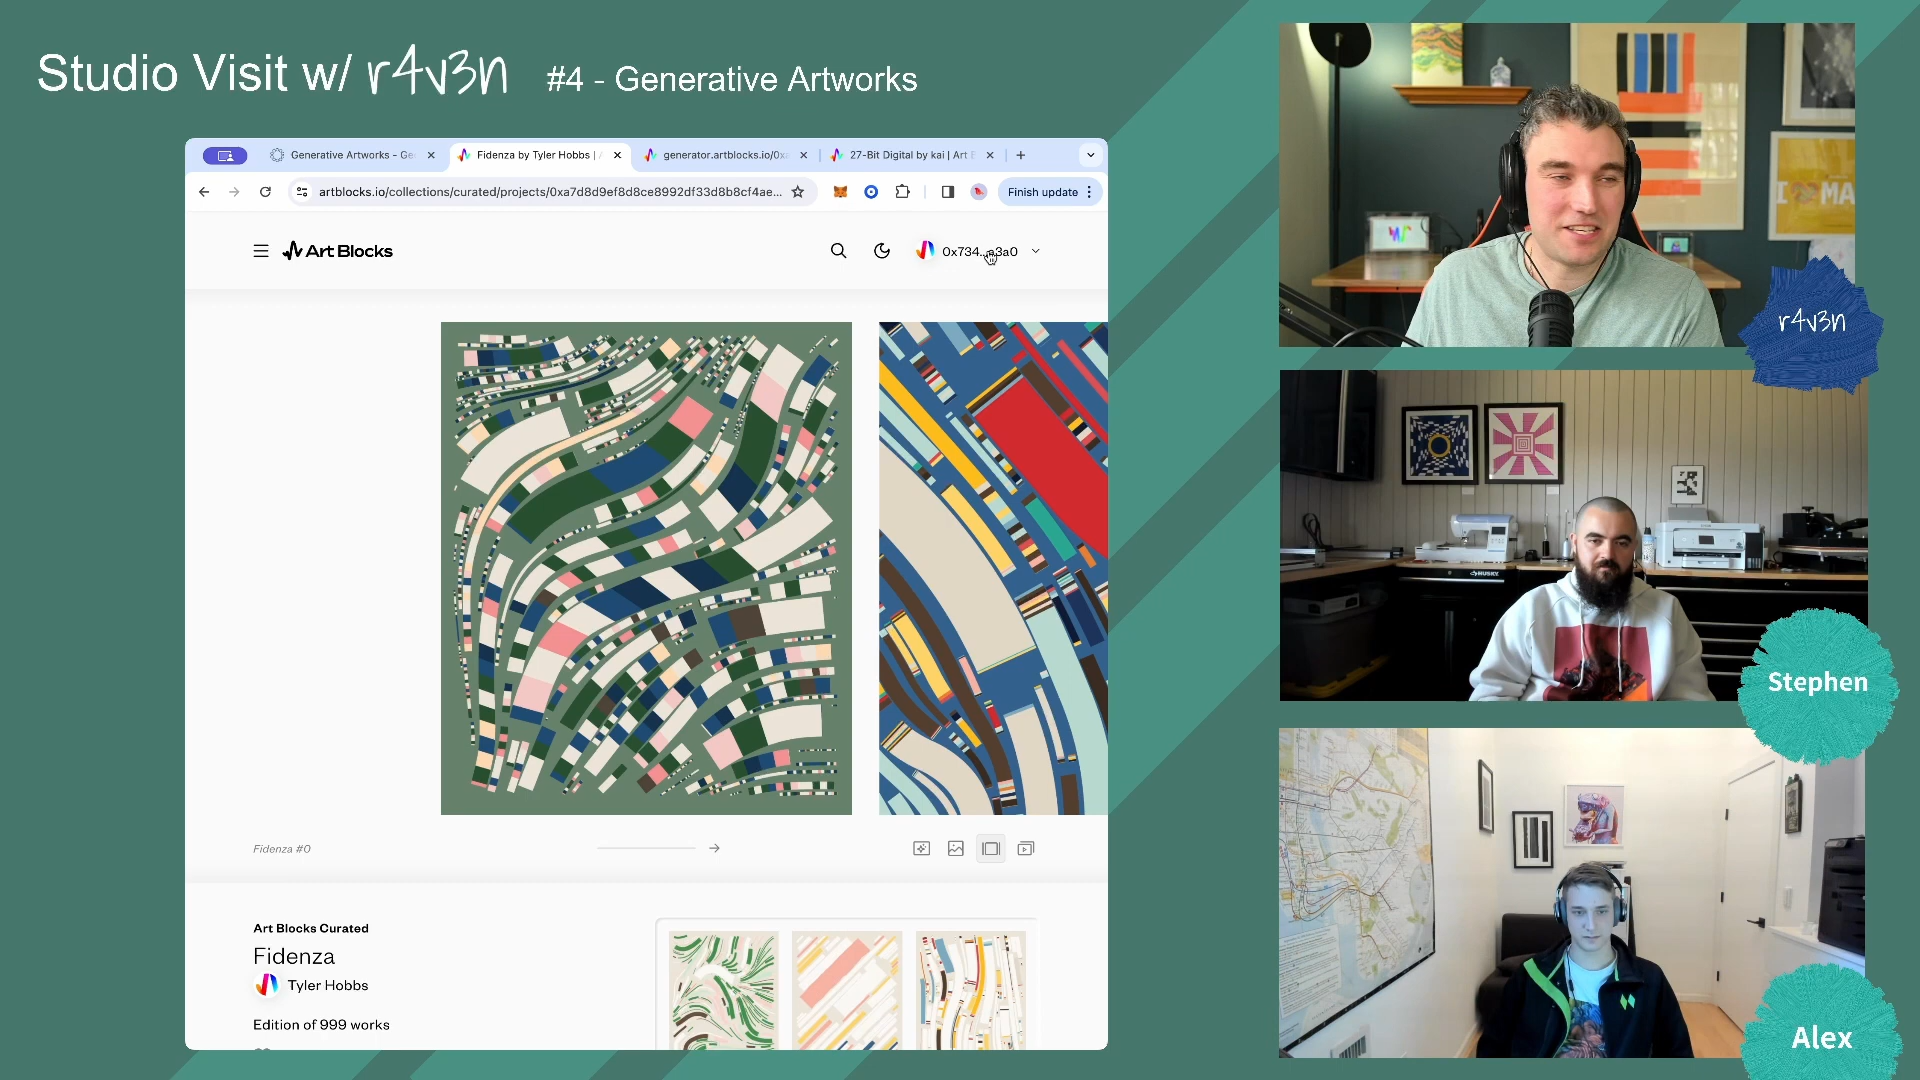 Studio Visit w/ r4v3n #4 - Generative Artworks
Generative Artworks - Ge
Fidenza by Tyler Hobbs |
generator.artblocks.io/0x
27-Bit Digital by kai | Art
artblocks.io/collections/curated/projects/0xa7d8d9ef8d8ce8992df33d8b8cf4ae...
Finish update
Art Blocks
0x734...a3a0
Fidenza #0
Art Blocks Curated
Fidenza
Tyler Hobbs
Edition of 999 works
r4v3n
HUSKY
Stephen
Alex